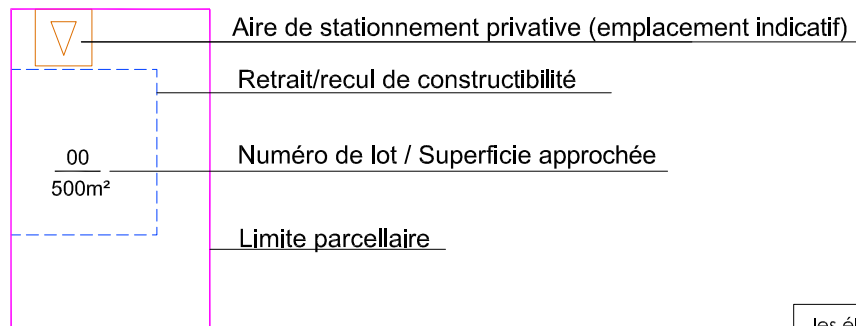 Aire de stationnement privative (emplacement indicatif)
Retrait/recul de constructibilité
00
500m²
Numéro de lot / Superficie approchée
Limite parcellaire
les